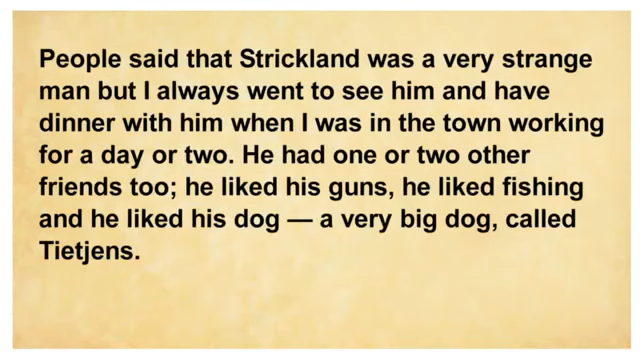 People said that Strickland was a very strange
man but I always went to see him and have
dinner with him when I was in the town working
for a day or two. He had one or two other
friends too; he liked his guns, he liked fishing
and he liked his dog — a very big dog, called
Tietjens.